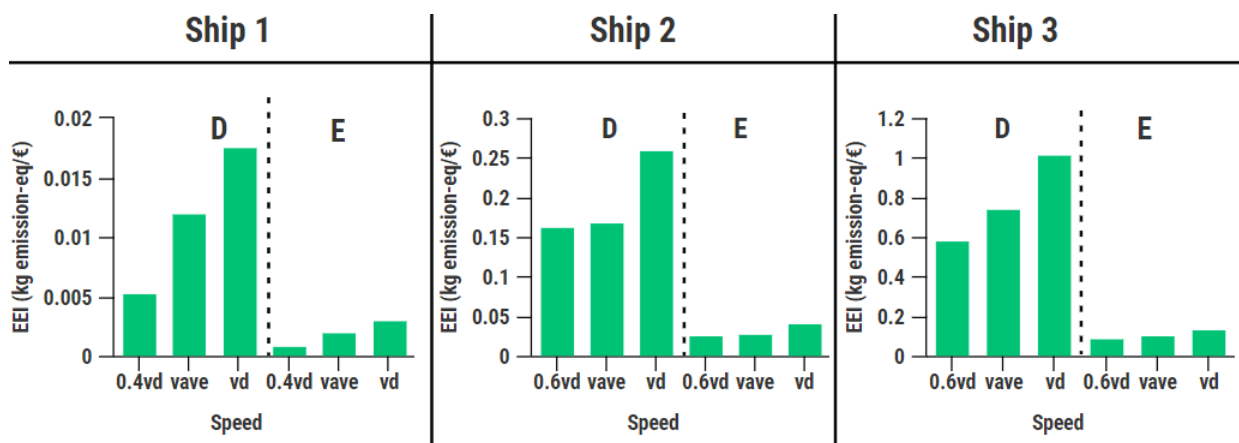 Ship 1
EEI (kg emission-eq/€)
0.02
0.015
0.01
0.005
0
D
E
0.4vd vave vd 0.4vd vave vd
Speed
Ship 2
EEI (kg emission-eq/€)
0.3
0.25
0.2
0.15
0.1
0.05
0
D
E
0.6vd vave vd 0.6vd vave vd
Speed
Ship 3
EEI (kg emission-eq/€)
1.2
1
0.8
0.6
0.4
0.2
0
D
E
0.6vd vave vd 0.6vd vave vd
Speed